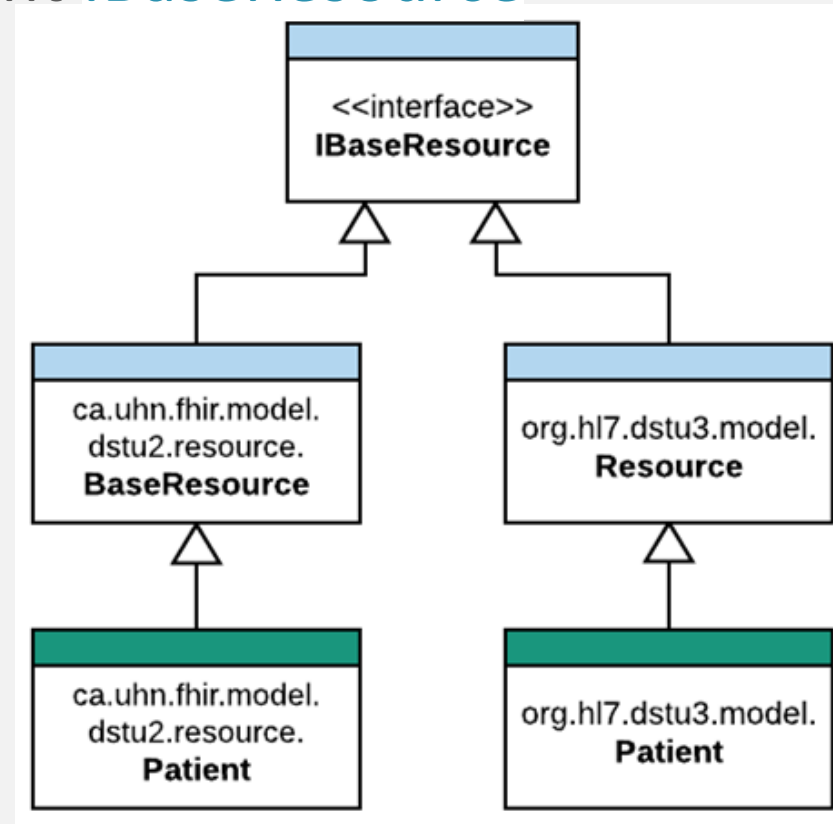 IBaseResource
<<interface>>
IBaseResource
ca.uhn.fhir.model.
dstu2.resource.
BaseResource
org.hl7.dstu3.model.
Resource
ca.uhn.fhir.model.
dstu2.resource.
Patient
org.hl7.dstu3.model.
Patient